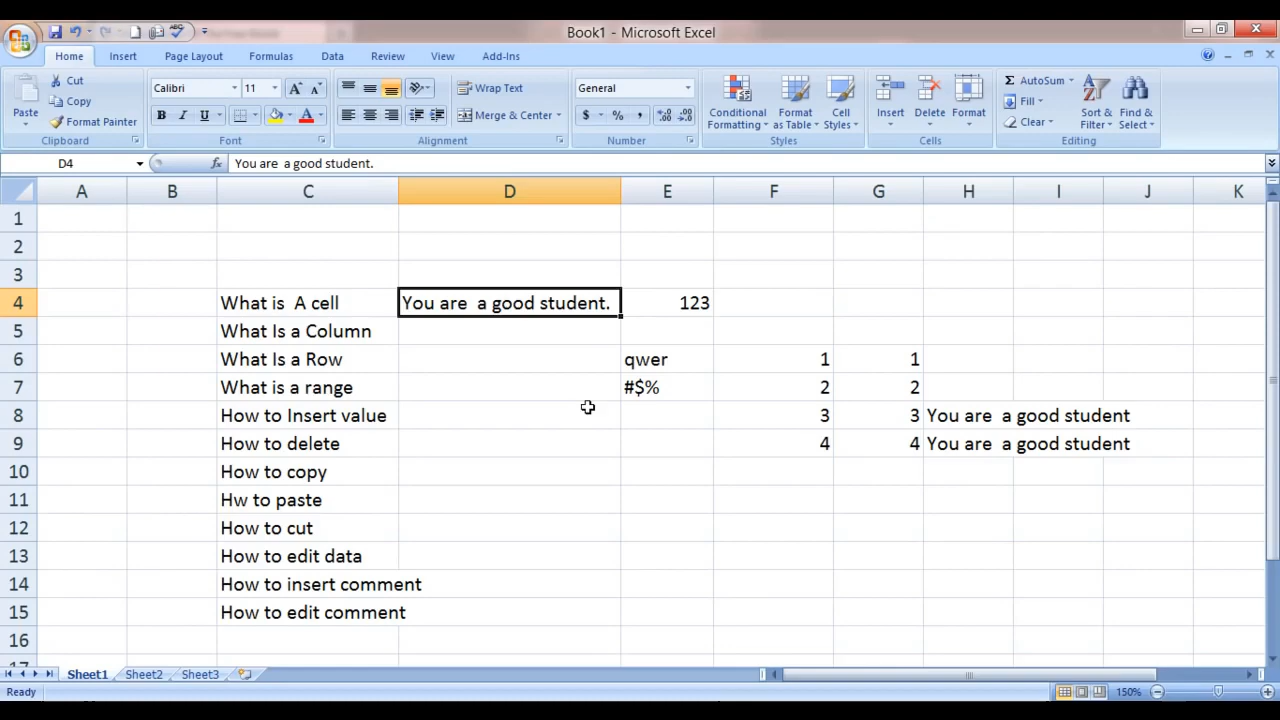 Book1 - Microsoft Excel
Home Insert Page Layout Formulas Data Review View Add-Ins
Cut Calibri 11 Wrap Text General AutoSum
Copy Fill
Paste Format Painter B I U Merge & Center $ % , Conditional Formatting Format as Table Cell Styles Insert Delete Format Clear Sort & Filter Find & Select
Clipboard Font Alignment Number Styles Cells Editing
D4 fx You are  a good student.
A B C D E F G H I J K
1
2
3
4 What is  A cell You are  a good student. 123
5 What Is a Column
6 What Is a Row qwer 1 1
7 What is a range #$% 2 2
8 How to Insert value 3 3 You are  a good student
9 How to delete 4 4 You are  a good student
10 How to copy
11 Hw to paste
12 How to cut
13 How to edit data
14 How to insert comment
15 How to edit comment
16
17
Sheet1 Sheet2 Sheet3
Ready 150%